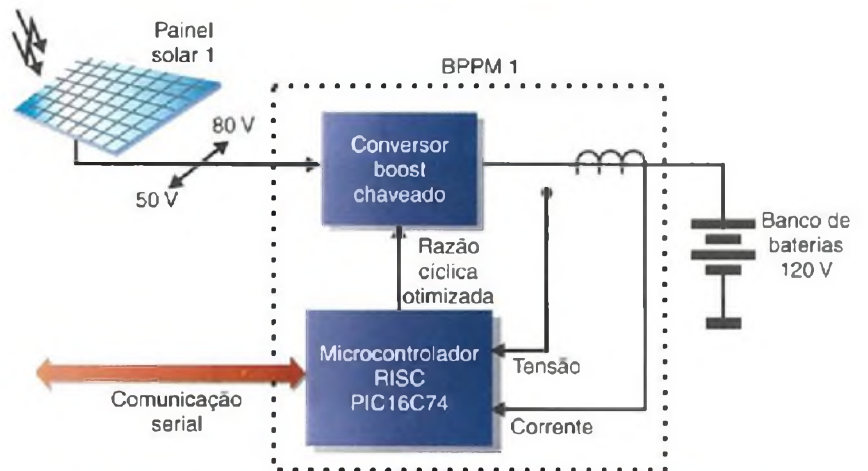 Painel
solar 1
BPPM 1
80 V
50 V
Conversor
boost
chaveado
Banco de
baterias
120 V
Razão
cíclica
otimizada
Microcontrolador
RISC
PIC16C74
Tensão
Comunicação
serial
Corrente